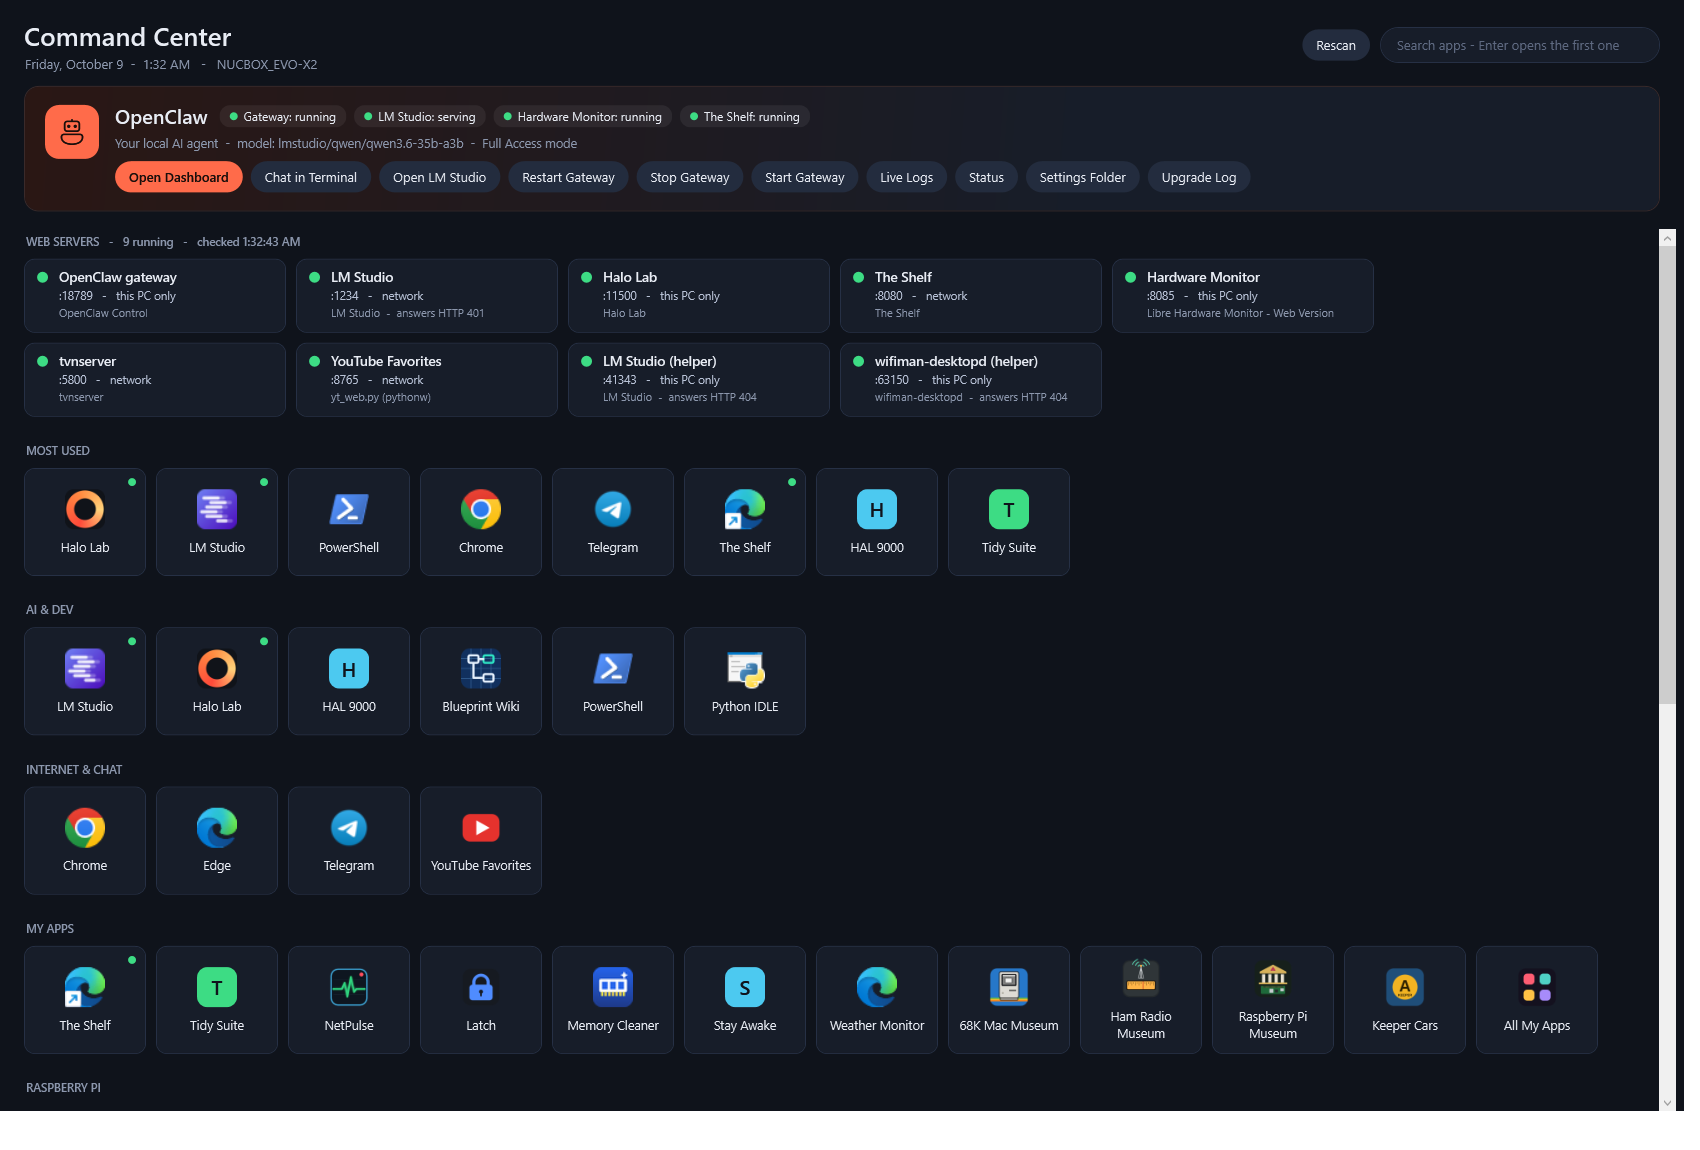 Command Center
Friday, October 9 - 1:32 AM - NUCBOX_EVO-X2
Rescan
Search apps - Enter opens the first one
OpenClaw
Gateway: running
LM Studio: serving
Hardware Monitor: running
The Shelf: running
Your local AI agent - model: lmstudio/qwen/qwen3.6-35b-a3b - Full Access mode
Open Dashboard
Chat in Terminal
Open LM Studio
Restart Gateway
Stop Gateway
Start Gateway
Live Logs
Status
Settings Folder
Upgrade Log
WEB SERVERS - 9 running - checked 1:32:43 AM
OpenClaw gateway
:18789 - this PC only
OpenClaw Control
LM Studio
:1234 - network
LM Studio - answers HTTP 401
Halo Lab
:11500 - this PC only
Halo Lab
The Shelf
:8080 - network
The Shelf
Hardware Monitor
:8085 - this PC only
Libre Hardware Monitor - Web Version
tvnserver
:5800 - network
tvnserver
YouTube Favorites
:8765 - network
yt_web.py (pythonw)
LM Studio (helper)
:41343 - this PC only
LM Studio - answers HTTP 404
wifiman-desktopd (helper)
:63150 - this PC only
wifiman-desktopd - answers HTTP 404
MOST USED
Halo Lab
LM Studio
PowerShell
Chrome
Telegram
The Shelf
H
HAL 9000
T
Tidy Suite
AI & DEV
LM Studio
Halo Lab
H
HAL 9000
Blueprint Wiki
PowerShell
Python IDLE
INTERNET & CHAT
Chrome
Edge
Telegram
YouTube Favorites
MY APPS
The Shelf
T
Tidy Suite
NetPulse
Latch
Memory Cleaner
S
Stay Awake
Weather Monitor
68K Mac Museum
Ham Radio
Museum
Raspberry Pi
Museum
A
Keeper Cars
All My Apps
RASPBERRY PI